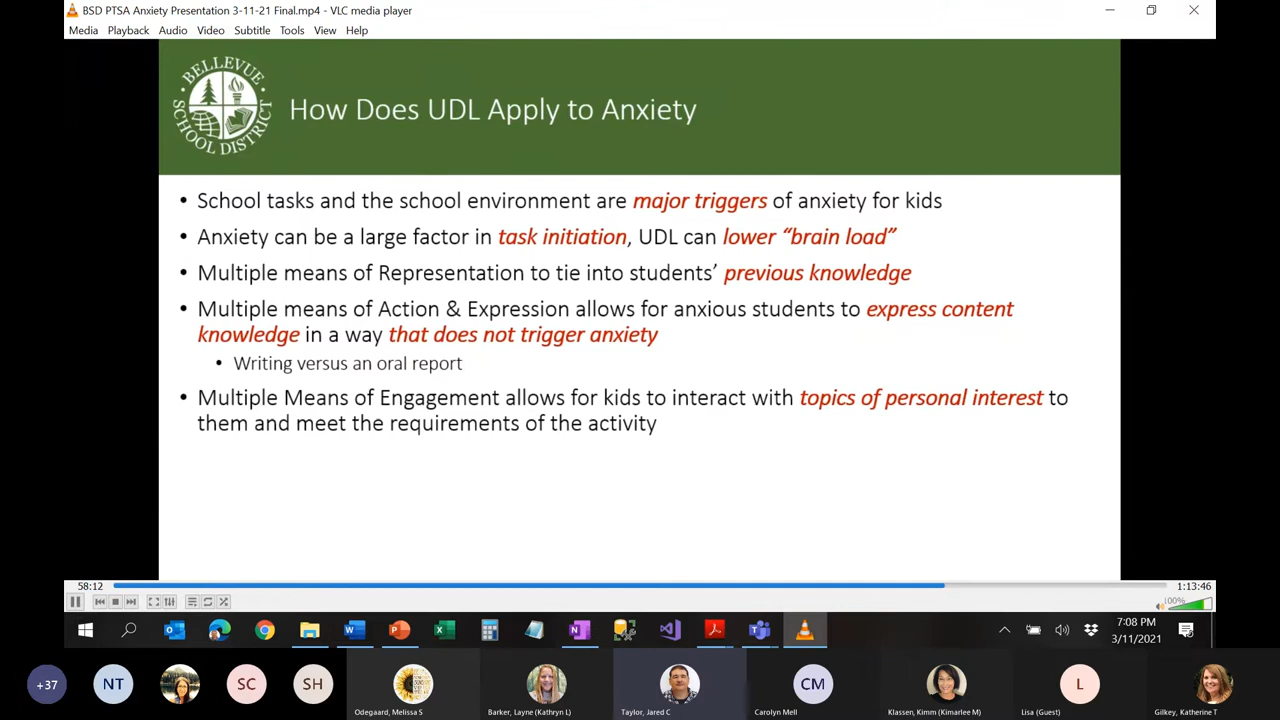 BSD PTSA Anxiety Presentation 3-11-21 Final.mp4 - VLC media player
Media Playback Audio Video Subtitle Tools View Help
BELLEVUE
SCHOOL DISTRICT
How Does UDL Apply to Anxiety
• School tasks and the school environment are major triggers of anxiety for kids
• Anxiety can be a large factor in task initiation, UDL can lower “brain load”
• Multiple means of Representation to tie into students’ previous knowledge
• Multiple means of Action & Expression allows for anxious students to express content
knowledge in a way that does not trigger anxiety
• Writing versus an oral report
• Multiple Means of Engagement allows for kids to interact with topics of personal interest to
them and meet the requirements of the activity
58:12
1:13:46
100%
7:08 PM
3/11/2021
+37 NT SC SH CM L
Odegaard, Melissa S Barker, Layne (Kathryn L) Taylor, Jared C Carolyn Mell Klassen, Kimm (Kimarlee M) Lisa (Guest) Gilkey, Katherine T